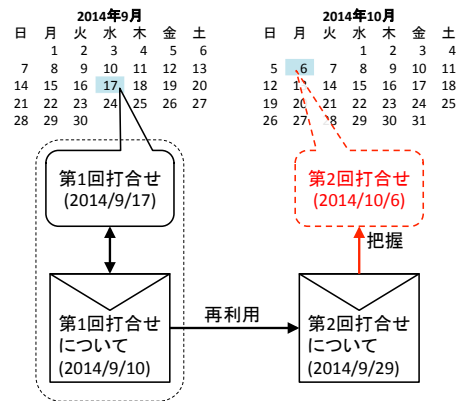 2014年9月
日 月 火 水 木 金 土
1 2 3 4 5 6
7 8 9 10 11 12 13
14 15 16 17 18 19 20
21 22 23 24 25 26 27
28 29 30
2014年10月
日 月 火 水 木 金 土
1 2 3 4
5 6 7 8 9 10 11
12 13 14 15 16 17 18
19 20 21 22 23 24 25
26 27 28 29 30 31
第1回打合せ
(2014/9/17)
第2回打合せ
(2014/10/6)
把握
第1回打合せ
について
(2014/9/10)
再利用
第2回打合せ
について
(2014/9/29)